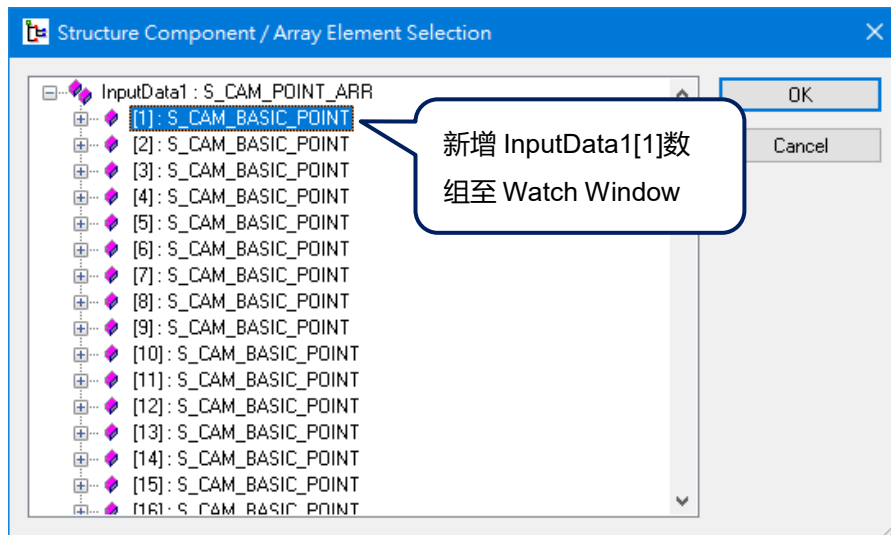 Structure Component / Array Element Selection
InputData1 : S_CAM_POINT_ARR
[1] : S_CAM_BASIC_POINT
[2] : S_CAM_BASIC_POINT
[3] : S_CAM_BASIC_POINT
[4] : S_CAM_BASIC_POINT
[5] : S_CAM_BASIC_POINT
[6] : S_CAM_BASIC_POINT
[7] : S_CAM_BASIC_POINT
[8] : S_CAM_BASIC_POINT
[9] : S_CAM_BASIC_POINT
[10] : S_CAM_BASIC_POINT
[11] : S_CAM_BASIC_POINT
[12] : S_CAM_BASIC_POINT
[13] : S_CAM_BASIC_POINT
[14] : S_CAM_BASIC_POINT
[15] : S_CAM_BASIC_POINT
[16] : S_CAM_BASIC_POINT
新增 InputData1[1]数
组至 Watch Window
OK
Cancel